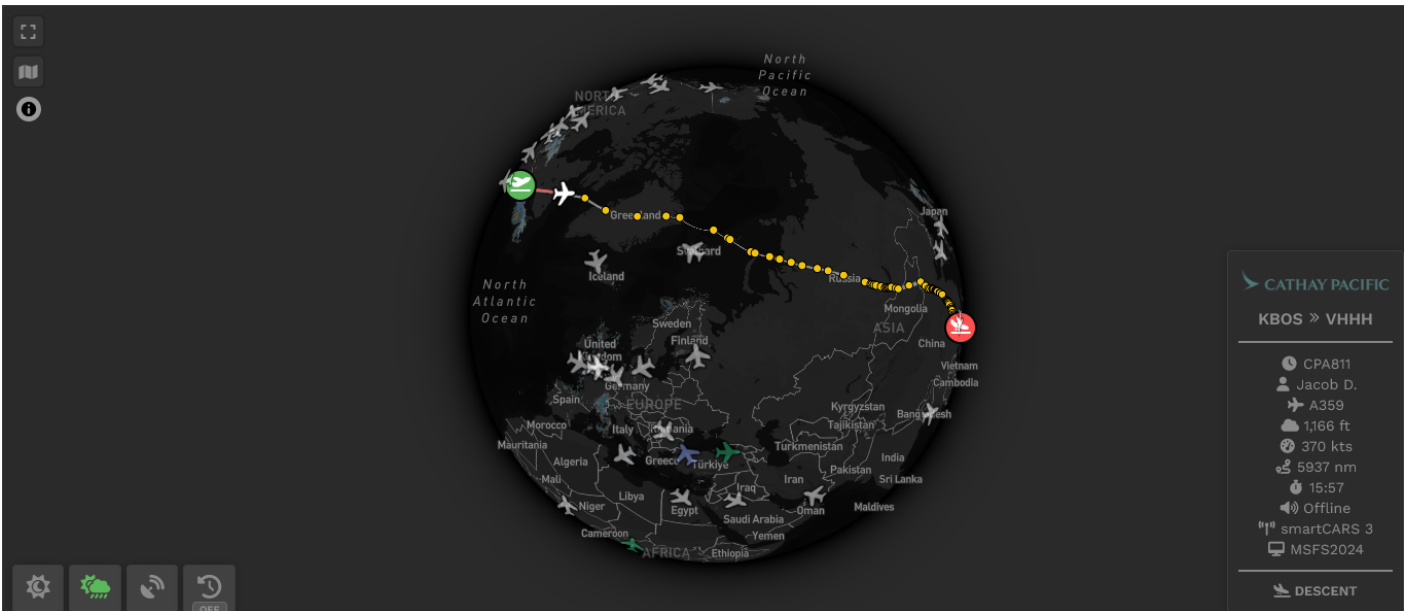 North
Pacific
Ocean
NORTH
AMERICA
Greenland
Japan
Svalbard
Iceland
Russia
North
Atlantic
Ocean
Mongolia
ASIA
Sweden
Finland
China
United
Kingdom
Vietnam
Germany
Cambodia
Spain
EUROPE
Kyrgyzstan
Bangladesh
Morocco
Italy
Romania
Tajikistan
Mauritania
Turkmenistan
Algeria
Greece
Türkiye
India
Pakistan
Mali
Iran
Sri Lanka
Libya
Iraq
Niger
Egypt
Oman
Maldives
Saudi Arabia
Cameroon
Yemen
AFRICA
Ethiopia
OFF
CATHAY PACIFIC
KBOS » VHHH
CPA811
Jacob D.
A359
1,166 ft
370 kts
5937 nm
15:57
Offline
smartCARS 3
MSFS2024
DESCENT